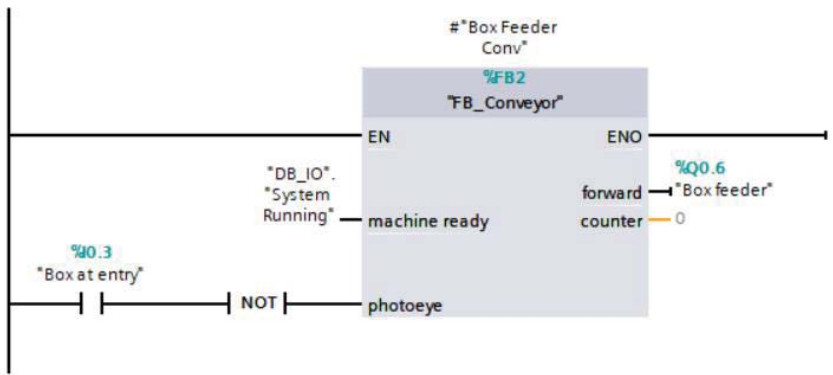 #"Box Feeder
Conv"
%FB2
"FB_Conveyor"
EN
ENO
"DB_IO".
"System
Running"
machine ready
%Q0.6
forward
"Box feeder"
counter
0
%I0.3
"Box at entry"
NOT
photoeye